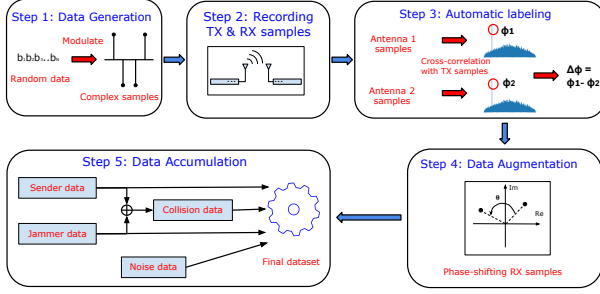 Step 1: Data Generation
Modulate
b₁b₂b₃...bₙ
Random data
Complex samples
Step 2: Recording
TX & RX samples
Step 3: Automatic labeling
Antenna 1
samples
ϕ1
Cross-correlation
with TX samples
Antenna 2
samples
ϕ2
Δϕ =
ϕ1- ϕ2
Step 4: Data Augmentation
Im
θ
Re
Phase-shifting RX samples
Step 5: Data Accumulation
Sender data
Collision data
Jammer data
Noise data
Final dataset